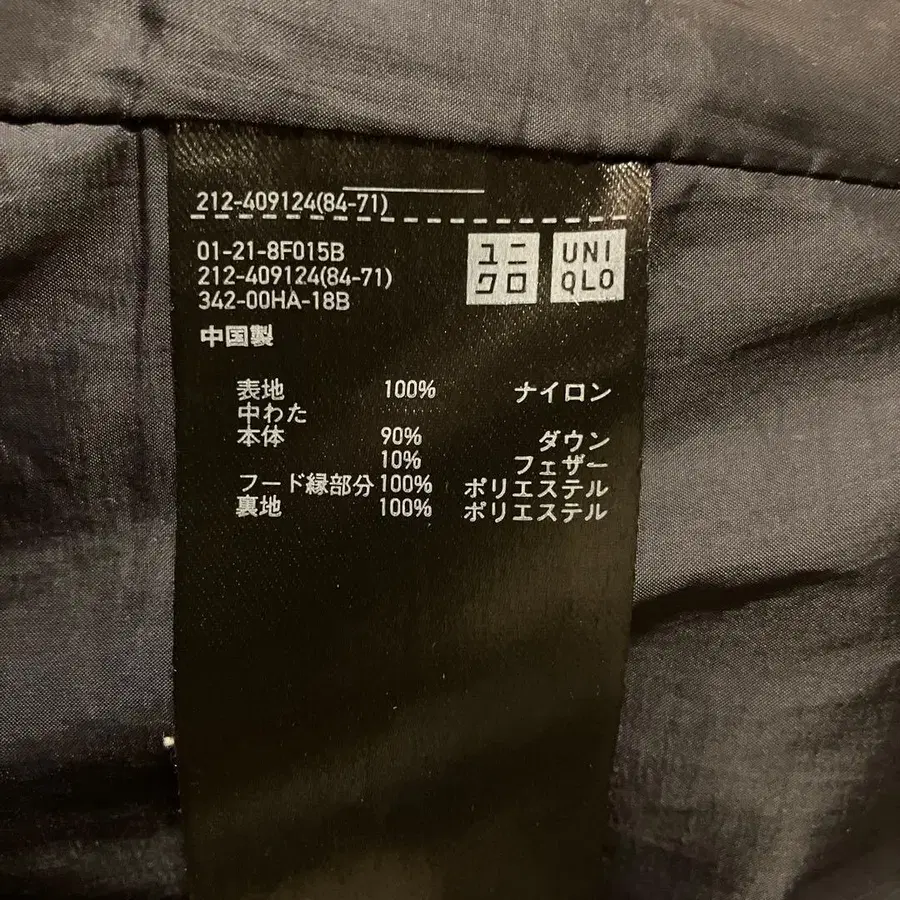 212-409124(84-71)
01-21-8F015B
212-409124(84-71)
342-00HA-18B
ユニ
クロ
UNI
QLO
中国製
表地 100% ナイロン
中わた
本体 90% ダウン
10% フェザー
フード縁部分 100% ポリエステル
裏地 100% ポリエステル